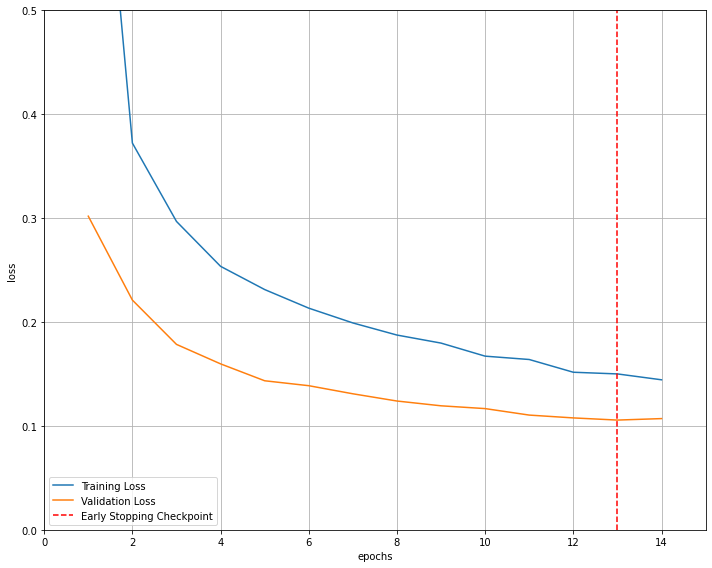 0.5
0.4
0.3
0.2
0.1
0.0
loss
0 2 4 6 8 10 12 14
epochs
Training Loss
Validation Loss
Early Stopping Checkpoint